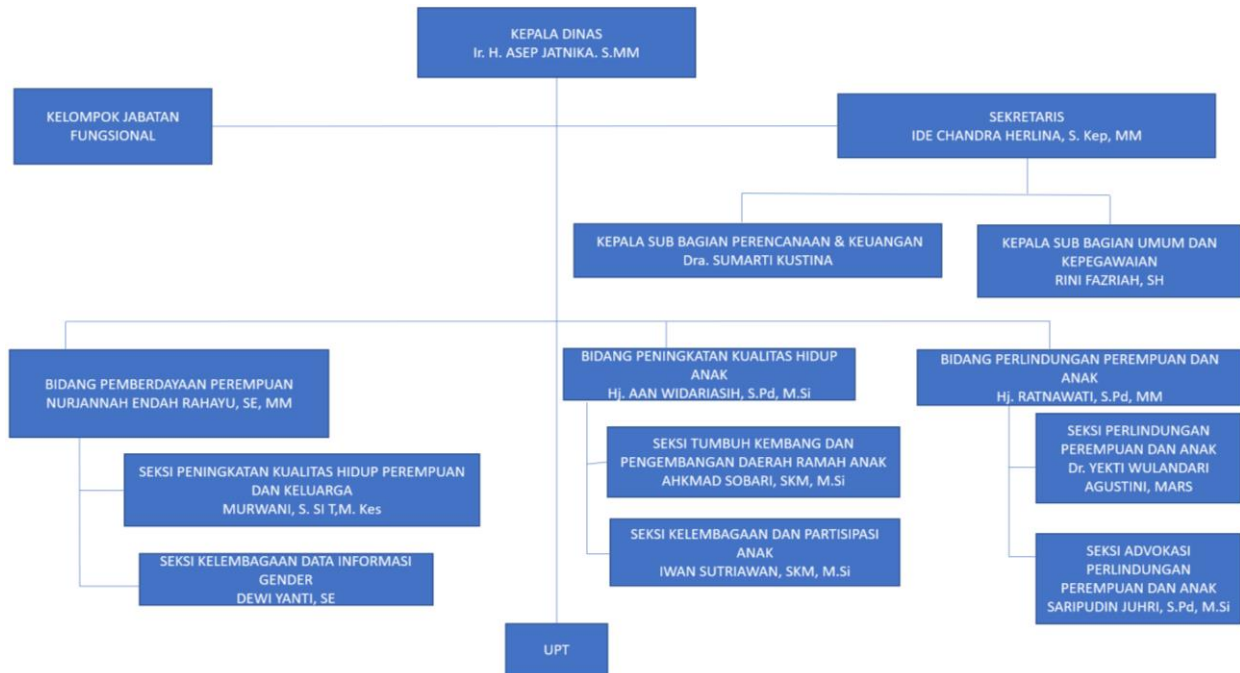 KEPALA DINAS
Ir. H. ASEP JATNIKA. S.MM
KELOMPOK JABATAN
FUNGSIONAL
SEKRETARIS
IDE CHANDRA HERLINA, S. Kep, MM
KEPALA SUB BAGIAN PERENCANAAN & KEUANGAN
Dra. SUMARTI KUSTINA
KEPALA SUB BAGIAN UMUM DAN
KEPEGAWAIAN
RINI FAZRIAH, SH
BIDANG PEMBERDAYAAN PEREMPUAN
NURJANNAH ENDAH RAHAYU, SE, MM
SEKSI PENINGKATAN KUALITAS HIDUP PEREMPUAN
DAN KELUARGA
MURWANI, S. SI T,M. Kes
SEKSI KELEMBAGAAN DATA INFORMASI
GENDER
DEWI YANTI, SE
BIDANG PENINGKATAN KUALITAS HIDUP
ANAK
Hj. AAN WIDARIASIH, S.Pd, M.Si
SEKSI TUMBUH KEMBANG DAN
PENGEMBANGAN DAERAH RAMAH ANAK
AHKMAD SOBARI, SKM, M.Si
SEKSI KELEMBAGAAN DAN PARTISIPASI
ANAK
IWAN SUTRIAWAN, SKM, M.Si
BIDANG PERLINDUNGAN PEREMPUAN DAN
ANAK
Hj. RATNAWATI, S.Pd, MM
SEKSI PERLINDUNGAN
PEREMPUAN DAN ANAK
Dr. YEKTI WULANDARI
AGUSTINI, MARS
SEKSI ADVOKASI
PERLINDUNGAN
PEREMPUAN DAN ANAK
SARIPUDIN JUHRI, S.Pd, M.Si
UPT